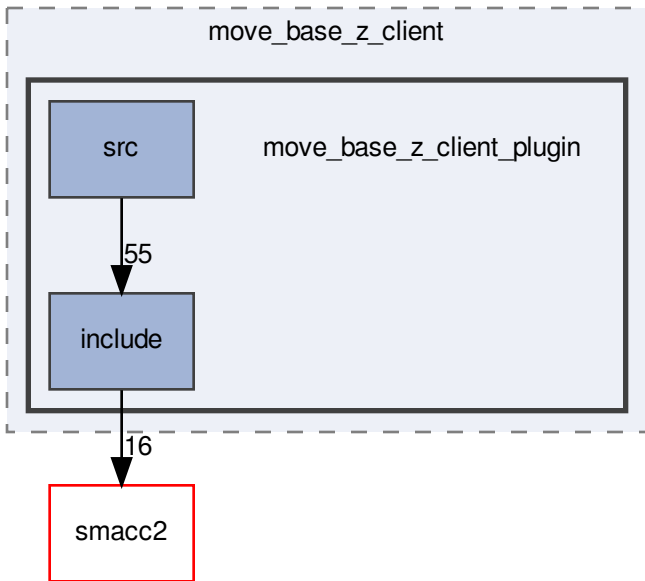 move_base_z_client
src
move_base_z_client_plugin
55
include
16
smacc2